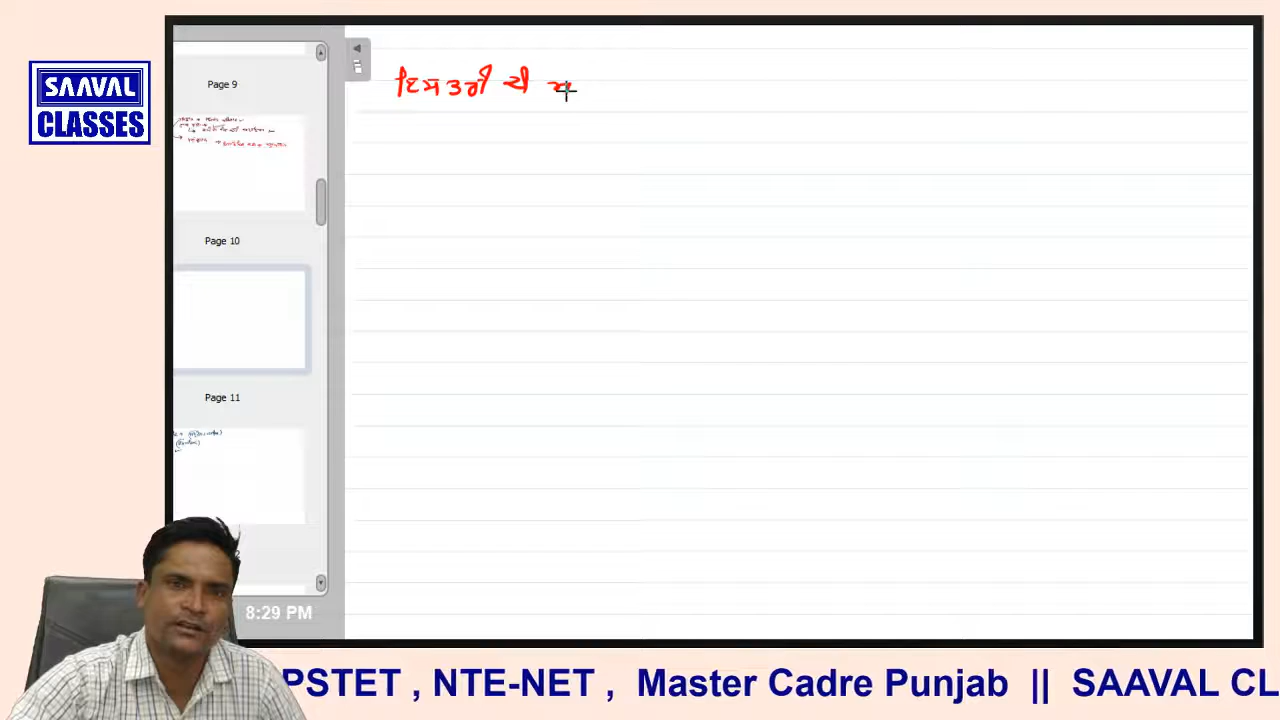 SAAVAL
CLASSES
Page 9
ਇਸਤਰੀ ਦੀ
Page 10
Page 11
8:29 PM
PSTET , NTE-NET , Master Cadre Punjab || SAAVAL CL